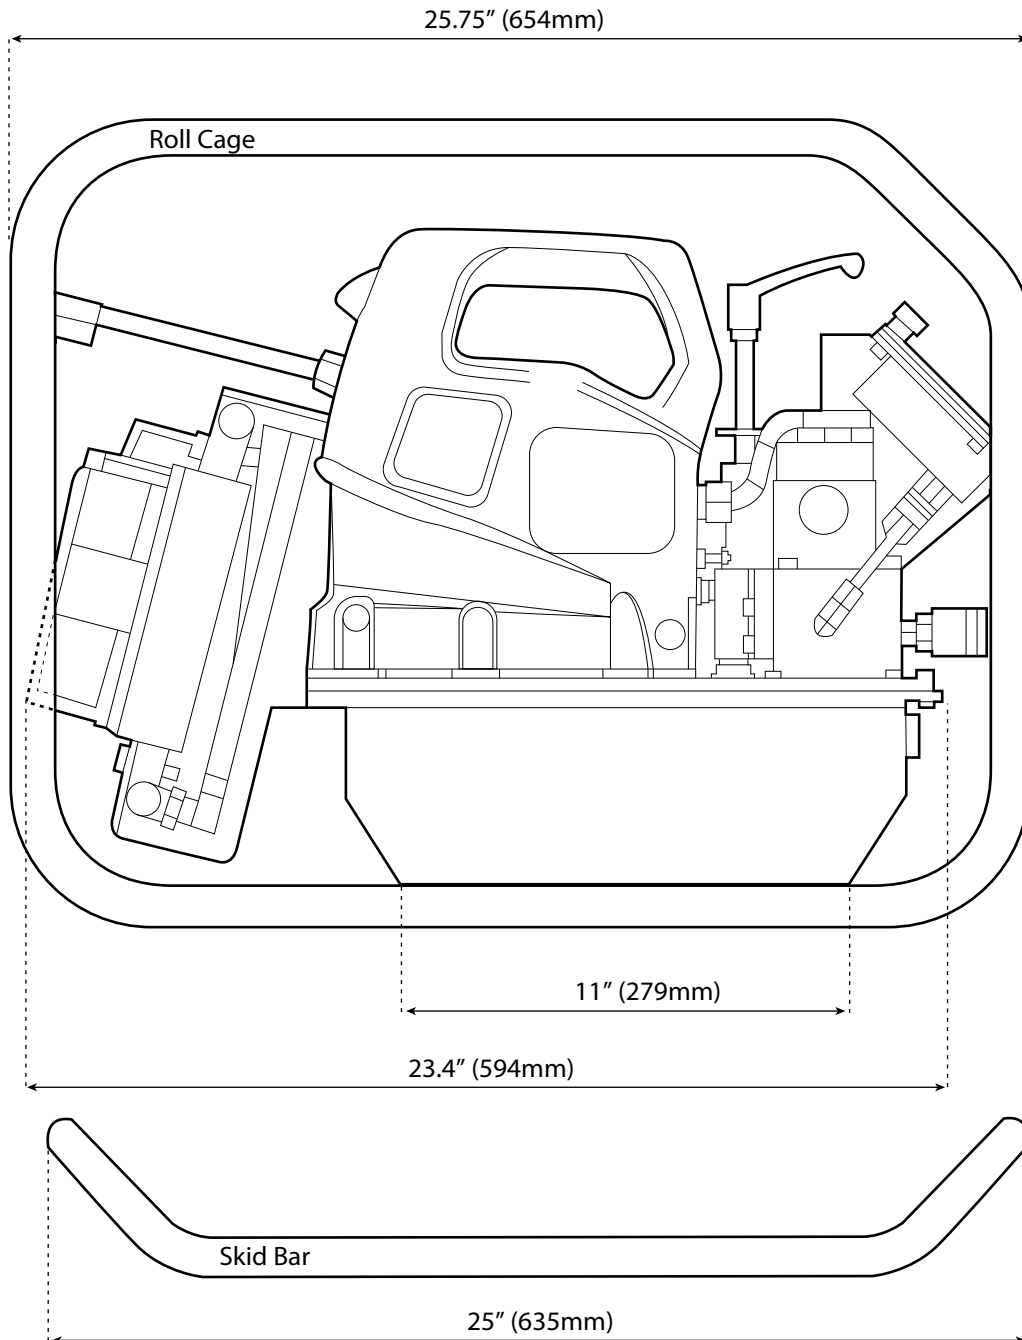 25.75” (654mm)
Roll Cage
11” (279mm)
23.4” (594mm)
Skid Bar
25” (635mm)